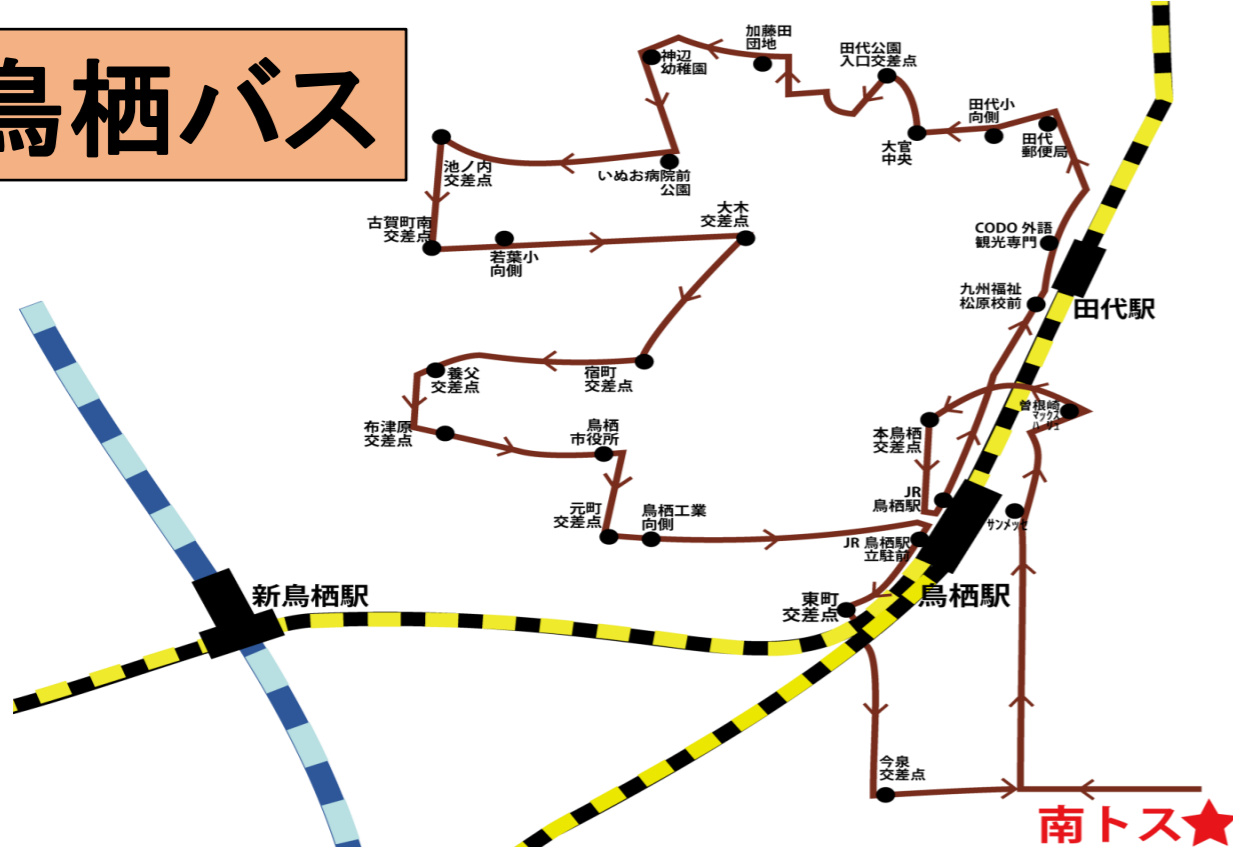 鳥栖バス
加藤田
団地
神辺
幼稚園
田代公園
入口交差点
田代小
向側
大官
中央
田代
郵便局
池ノ内
交差点
いぬお病院前
公園
古賀町南
交差点
若葉小
向側
大木
交差点
CODO 外語
観光専門
九州福祉
松原校前
田代駅
養父
交差点
宿町
交差点
布津原
交差点
鳥栖
市役所
本鳥栖
交差点
曽根崎
マックス
バリュ
元町
交差点
鳥栖工業
向側
JR
鳥栖駅
サンメッセ
JR 鳥栖駅
立駐前
新鳥栖駅
東町
交差点
鳥栖駅
今泉
交差点
南トス★